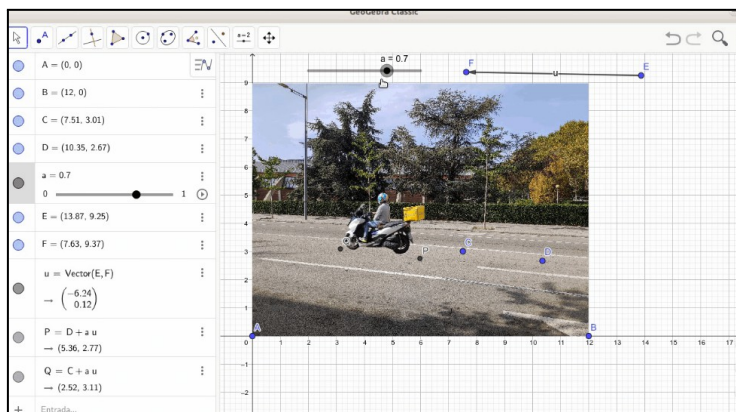 GeoGebra Classic
A
a=2
A = (0, 0)
B = (12, 0)
C = (7.51, 3.01)
D = (10.35, 2.67)
a = 0.7
0 1
E = (13.87, 9.25)
F = (7.63, 9.37)
u = Vector(E, F)
→ (−6.24
0.12)
P = D + a u
→ (5.36, 2.77)
Q = C + a u
→ (2.52, 3.11)
+ Entrada...
a = 0.7
F
u
E
9
8
7
6
5
4
3
2
1
0
-1
-2
P
C
D
A
B
0 1 2 3 4 5 6 7 8 9 10 11 12 13 14 15 16 17